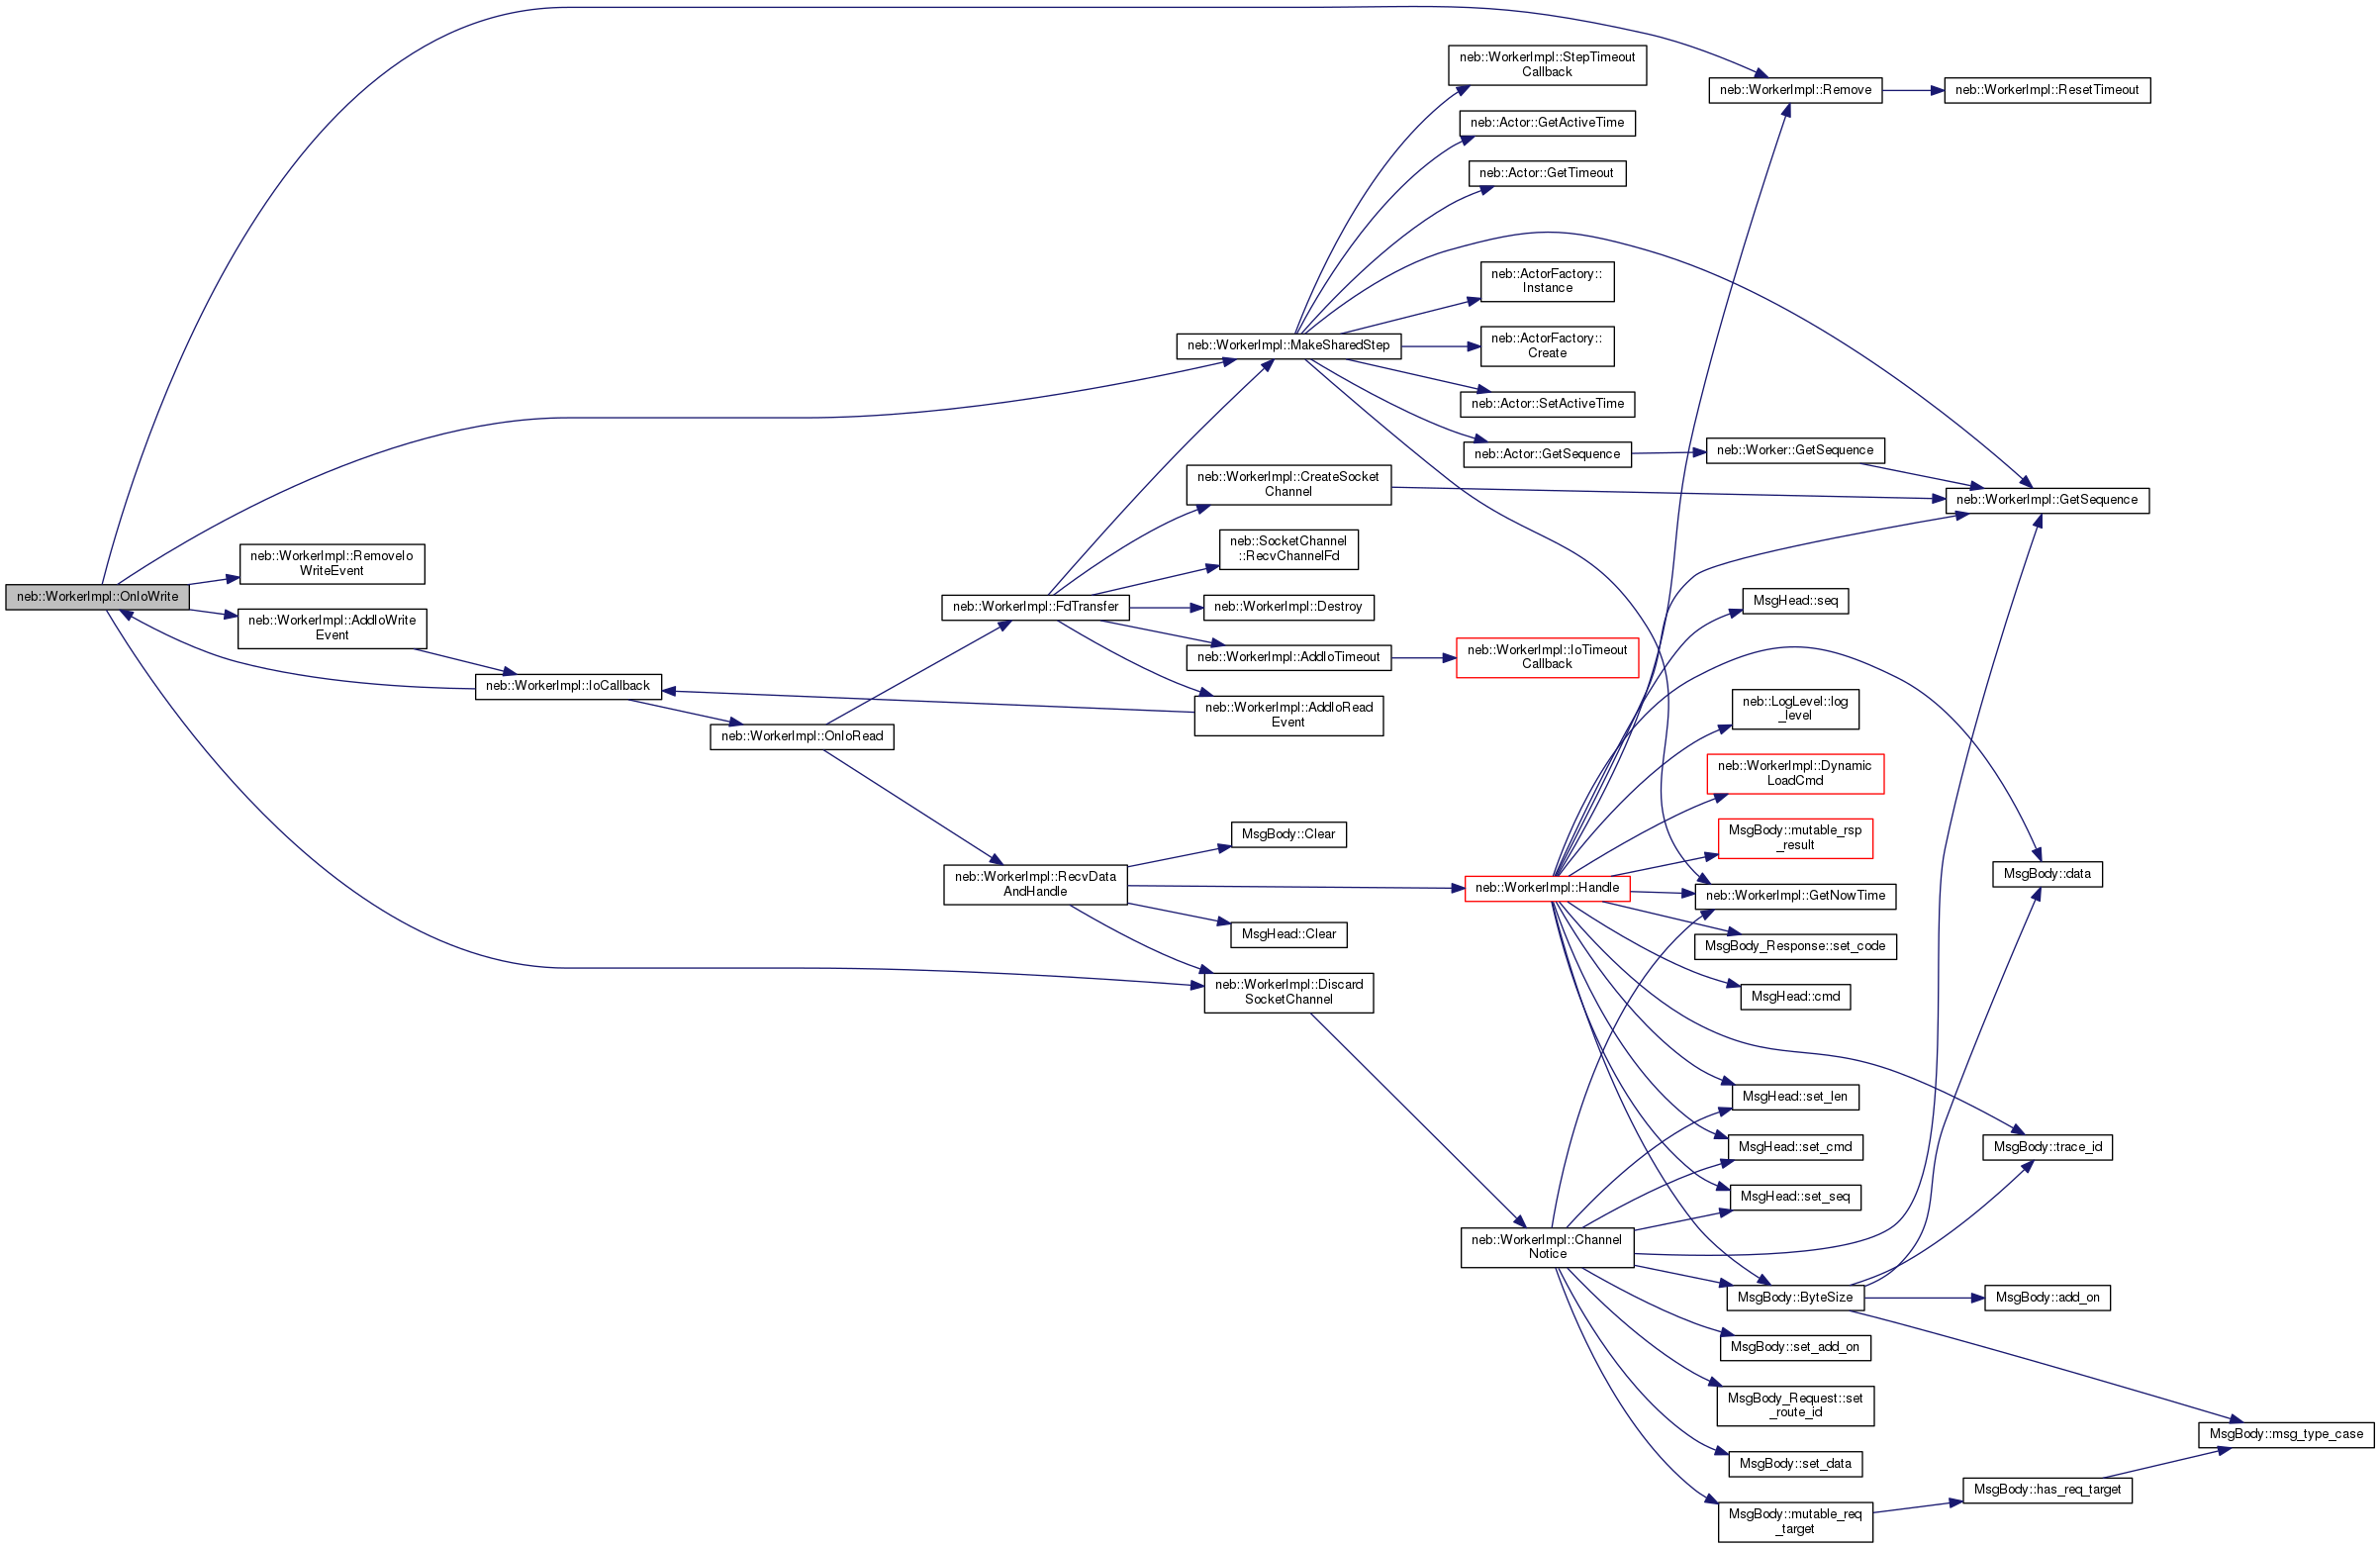 neb::WorkerImpl::OnIoWrite
neb::WorkerImpl::RemoveIo
WriteEvent
neb::WorkerImpl::AddIoWrite
Event
neb::WorkerImpl::IoCallback
neb::WorkerImpl::OnIoRead
neb::WorkerImpl::FdTransfer
neb::WorkerImpl::RecvData
AndHandle
neb::WorkerImpl::MakeSharedStep
neb::WorkerImpl::CreateSocket
Channel
neb::SocketChannel
::RecvChannelFd
neb::WorkerImpl::Destroy
neb::WorkerImpl::AddIoTimeout
neb::WorkerImpl::AddIoRead
Event
MsgBody::Clear
MsgHead::Clear
neb::WorkerImpl::Discard
SocketChannel
neb::WorkerImpl::StepTimeout
Callback
neb::Actor::GetActiveTime
neb::Actor::GetTimeout
neb::ActorFactory::
Instance
neb::ActorFactory::
Create
neb::Actor::SetActiveTime
neb::Actor::GetSequence
neb::WorkerImpl::IoTimeout
Callback
neb::WorkerImpl::Handle
neb::WorkerImpl::Channel
Notice
neb::WorkerImpl::Remove
neb::Worker::GetSequence
MsgHead::seq
neb::LogLevel::log
_level
neb::WorkerImpl::Dynamic
LoadCmd
MsgBody::mutable_rsp
_result
neb::WorkerImpl::GetNowTime
MsgBody_Response::set_code
MsgHead::cmd
MsgHead::set_len
MsgHead::set_cmd
MsgHead::set_seq
MsgBody::ByteSize
MsgBody::set_add_on
MsgBody_Request::set
_route_id
MsgBody::set_data
MsgBody::mutable_req
_target
neb::WorkerImpl::ResetTimeout
neb::WorkerImpl::GetSequence
MsgBody::data
MsgBody::trace_id
MsgBody::add_on
MsgBody::has_req_target
MsgBody::msg_type_case